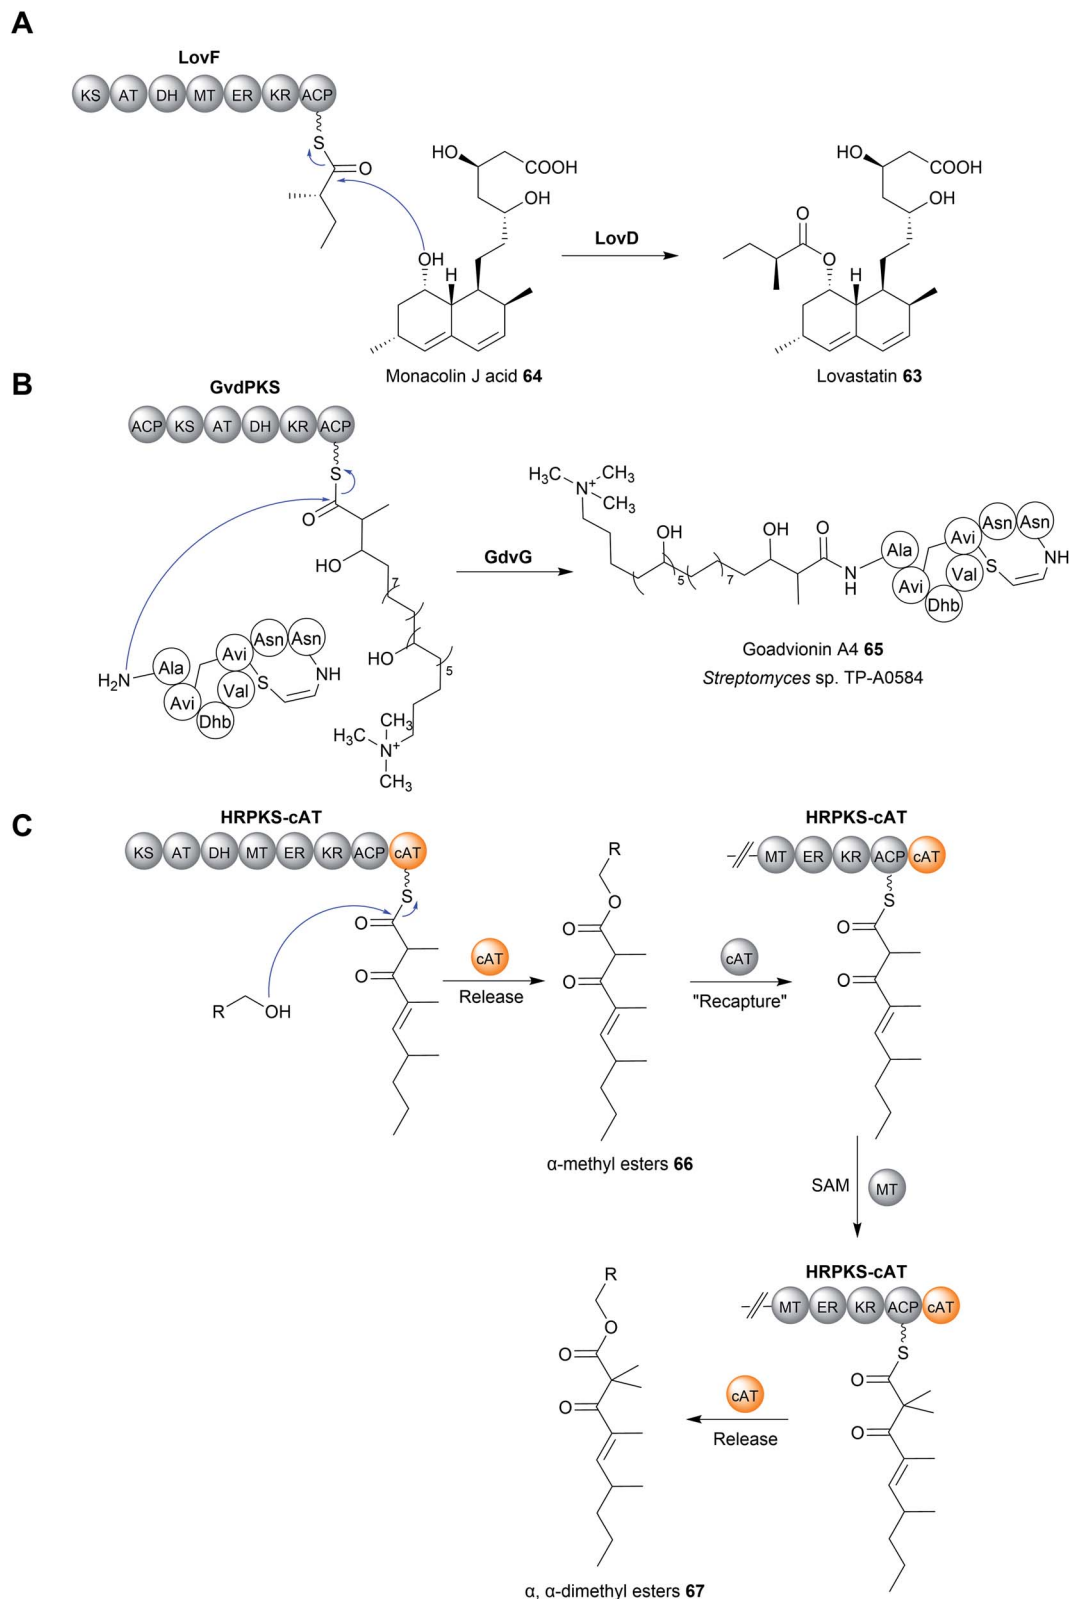 A
LovF
KS AT DH MT ER KR ACP
S
O
HO
COOH
OH
OH
H
Monacolin J acid 64
LovD
HO
COOH
OH
O
O
H
Lovastatin 63
B
GvdPKS
ACP KS AT DH KR ACP
S
O
HO
7
HO
5
H3C CH3 N+ CH3
H2N Ala Avi Dhb Val Avi S Asn Asn NH
GdvG
H3C CH3
N+ CH3
OH
5
7
OH
O
N
H
Ala Avi Dhb Val Avi S Asn Asn NH
Goadvionin A4 65
Streptomyces sp. TP-A0584
C
HRPKS-cAT
KS AT DH MT ER KR ACP cAT
S
O
O
R OH
cAT
Release
R
O
O
O
α-methyl esters 66
cAT
"Recapture"
HRPKS-cAT
MT ER KR ACP cAT
S
O
O
SAM MT
HRPKS-cAT
MT ER KR ACP cAT
S
O
O
cAT
Release
R
O
O
O
α, α-dimethyl esters 67